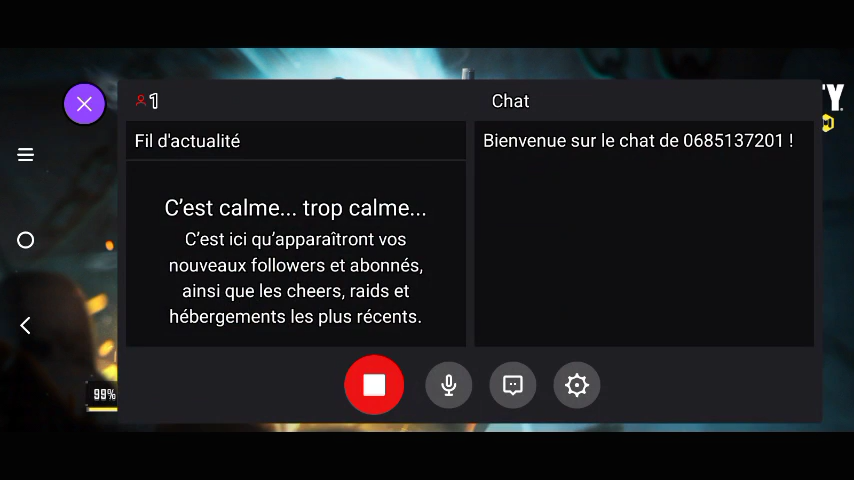 1
Chat
TY
Fil d'actualité
Bienvenue sur le chat de 0685137201 !
C'est calme... trop calme...
C'est ici qu'apparaîtront vos
nouveaux followers et abonnés,
ainsi que les cheers, raids et
hébergements les plus récents.
99%